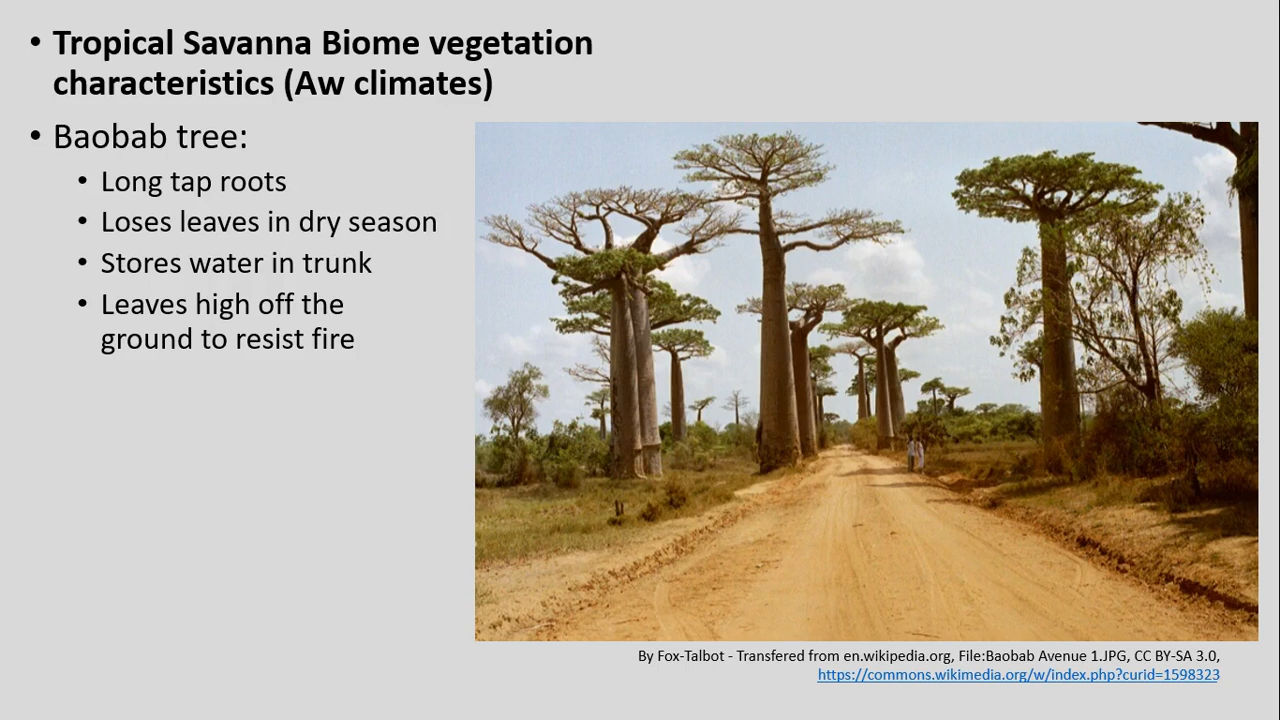 • Tropical Savanna Biome vegetation
characteristics (Aw climates)
• Baobab tree:
• Long tap roots
• Loses leaves in dry season
• Stores water in trunk
• Leaves high off the
ground to resist fire
By Fox-Talbot - Transfered from en.wikipedia.org, File:Baobab Avenue 1.JPG, CC BY-SA 3.0,
https://commons.wikimedia.org/w/index.php?curid=1598323